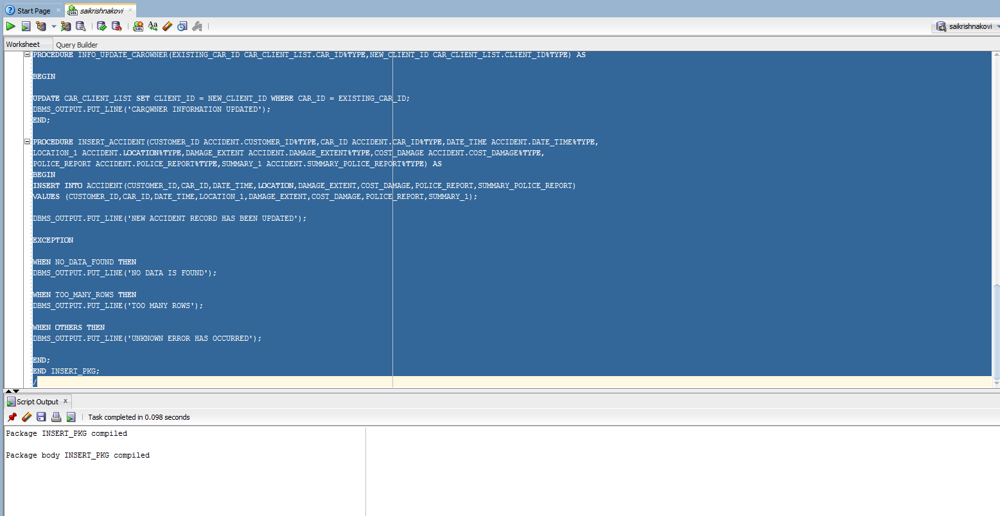 Start Page
saikrishnakovi
saikrishnakovi
Worksheet
Query Builder
PROCEDURE INFO_UPDATE_CAROWNER(EXISTING_CAR_ID CAR_CLIENT_LIST.CAR_ID%TYPE,NEW_CLIENT_ID CAR_CLIENT_LIST.CLIENT_ID%TYPE) AS
BEGIN
UPDATE CAR_CLIENT_LIST SET CLIENT_ID = NEW_CLIENT_ID WHERE CAR_ID = EXISTING_CAR_ID;
DBMS_OUTPUT.PUT_LINE('CARQWNER INFORMATION UPDATED');
END;
PROCEDURE INSERT_ACCIDENT(CUSTOMER_ID ACCIDENT.CUSTOMER_ID%TYPE,CAR_ID ACCIDENT.CAR_ID%TYPE,DATE_TIME ACCIDENT.DATE_TIME%TYPE,
LOCATION_1 ACCIDENT.LOCATION%TYPE,DAMAGE_EXTENT ACCIDENT.DAMAGE_EXTENT%TYPE,COST_DAMAGE ACCIDENT.COST_DAMAGE%TYPE,
POLICE_REPORT ACCIDENT.POLICE_REPORT%TYPE,SUMMARY_1 ACCIDENT.SUMMARY_POLICE_REPORT%TYPE) AS
BEGIN
INSERT INTO ACCIDENT(CUSTOMER_ID,CAR_ID,DATE_TIME,LOCATION,DAMAGE_EXTENT,COST_DAMAGE,POLICE_REPORT,SUMMARY_POLICE_REPORT)
VALUES (CUSTOMER_ID,CAR_ID,DATE_TIME,LOCATION_1,DAMAGE_EXTENT,COST_DAMAGE,POLICE_REPORT,SUMMARY_1);
DBMS_OUTPUT.PUT_LINE('NEW ACCIDENT RECORD HAS BEEN UPDATED');
EXCEPTION
WHEN NO_DATA_FOUND THEN
DBMS_OUTPUT.PUT_LINE('NO DATA IS FOUND');
WHEN TOO_MANY_ROWS THEN
DBMS_OUTPUT.PUT_LINE('TOO MANY ROWS');
WHEN OTHERS THEN
DBMS_OUTPUT.PUT_LINE('UNKNOWN ERROR HAS OCCURRED');
END;
END INSERT_PKG;
/
Script Output
Task completed in 0.098 seconds
Package INSERT_PKG compiled
Package body INSERT_PKG compiled